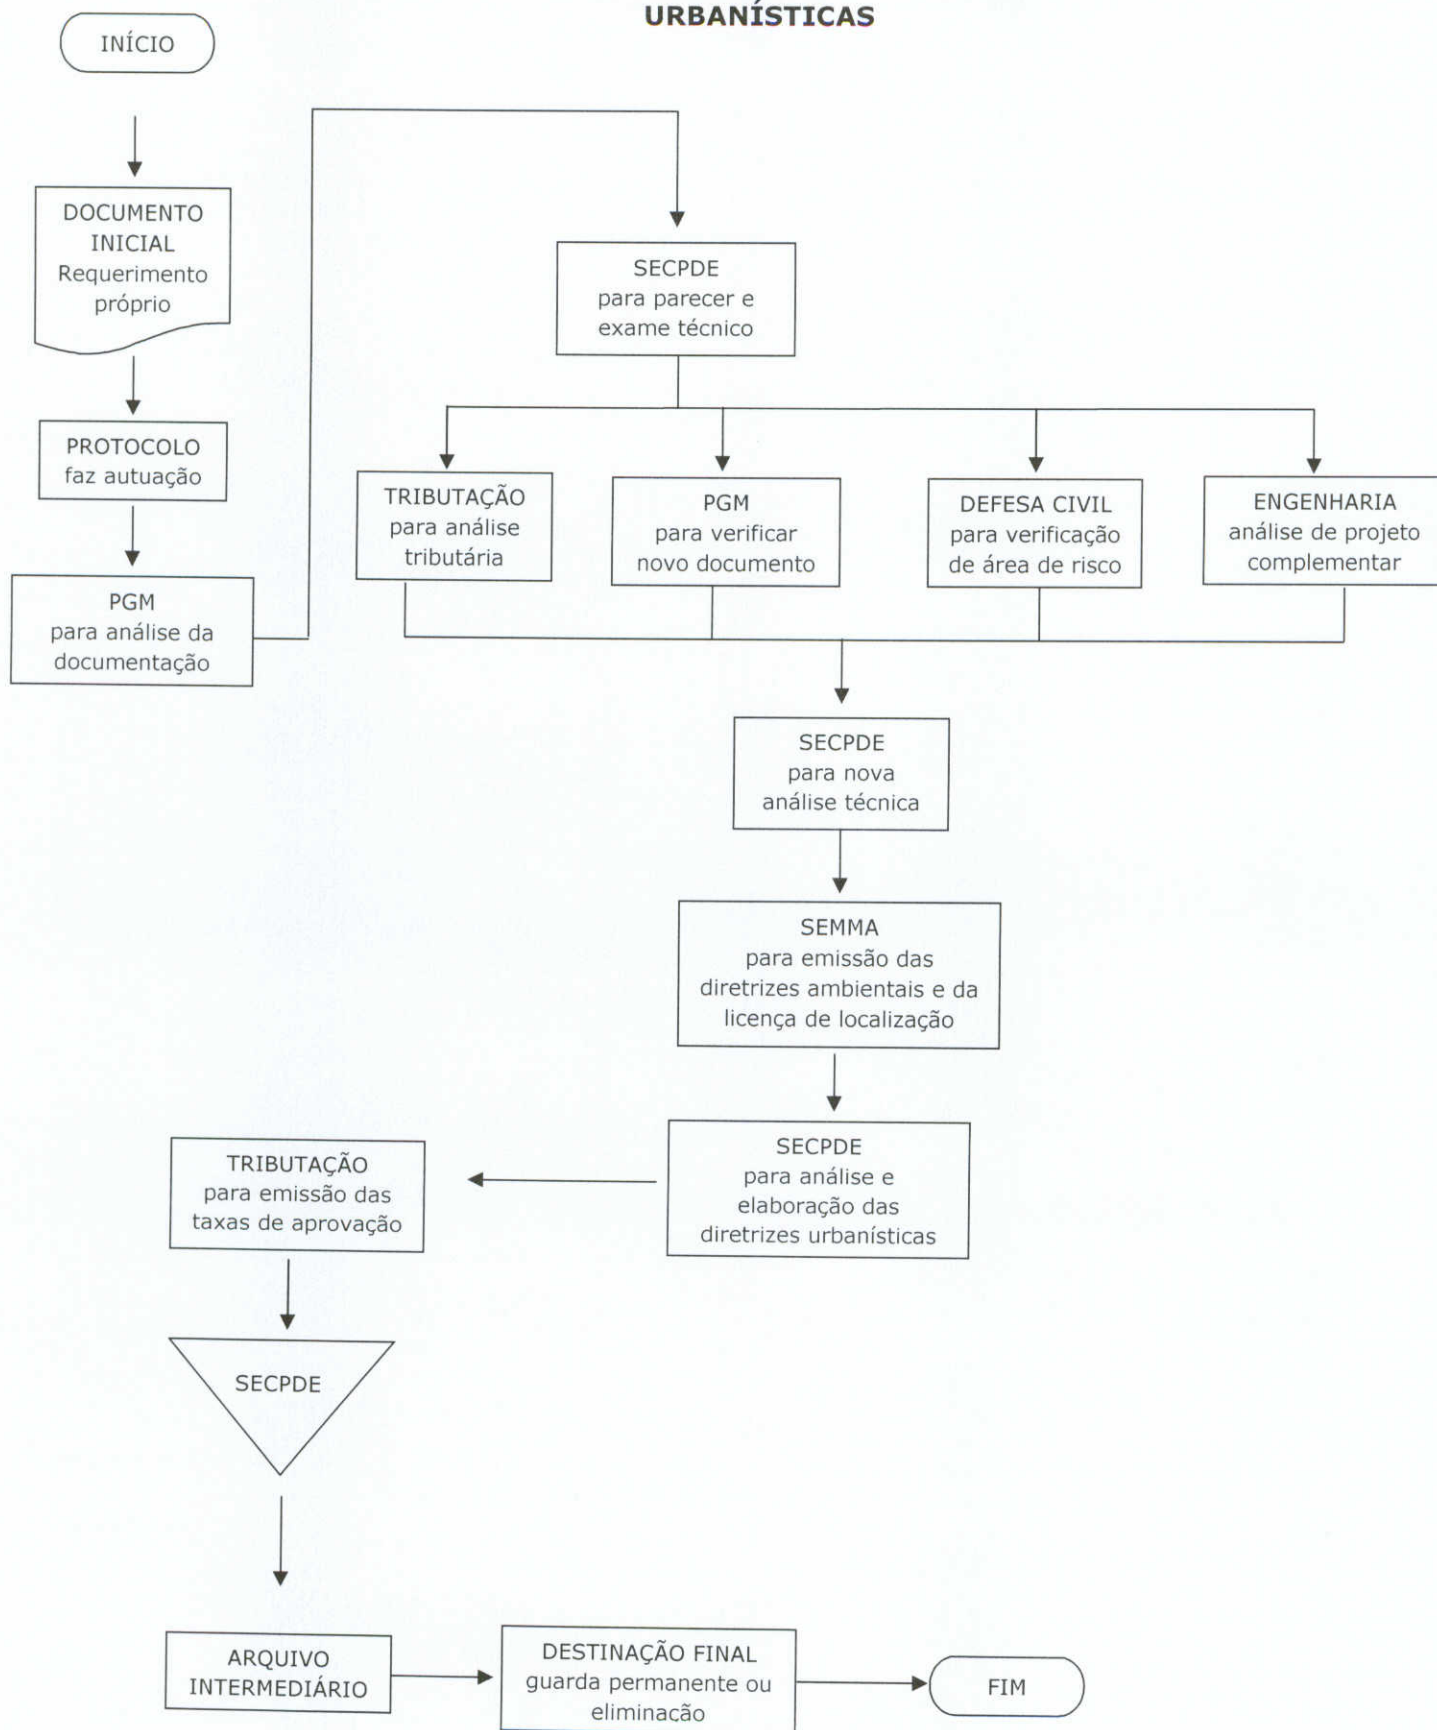 URBANÍSTICAS
INÍCIO
DOCUMENTO
INICIAL
Requerimento
próprio
PROTOCOLO
faz autuação
PGM
para análise da
documentação
SECPDE
para parecer e
exame técnico
TRIBUTAÇÃO
para análise
tributária
PGM
para verificar
novo documento
DEFESA CIVIL
para verificação
de área de risco
ENGENHARIA
análise de projeto
complementar
SECPDE
para nova
análise técnica
SEMMA
para emissão das
diretrizes ambientais e da
licença de localização
SECPDE
para análise e
elaboração das
diretrizes urbanísticas
TRIBUTAÇÃO
para emissão das
taxas de aprovação
SECPDE
ARQUIVO
INTERMEDIÁRIO
DESTINAÇÃO FINAL
guarda permanente ou
eliminação
FIM